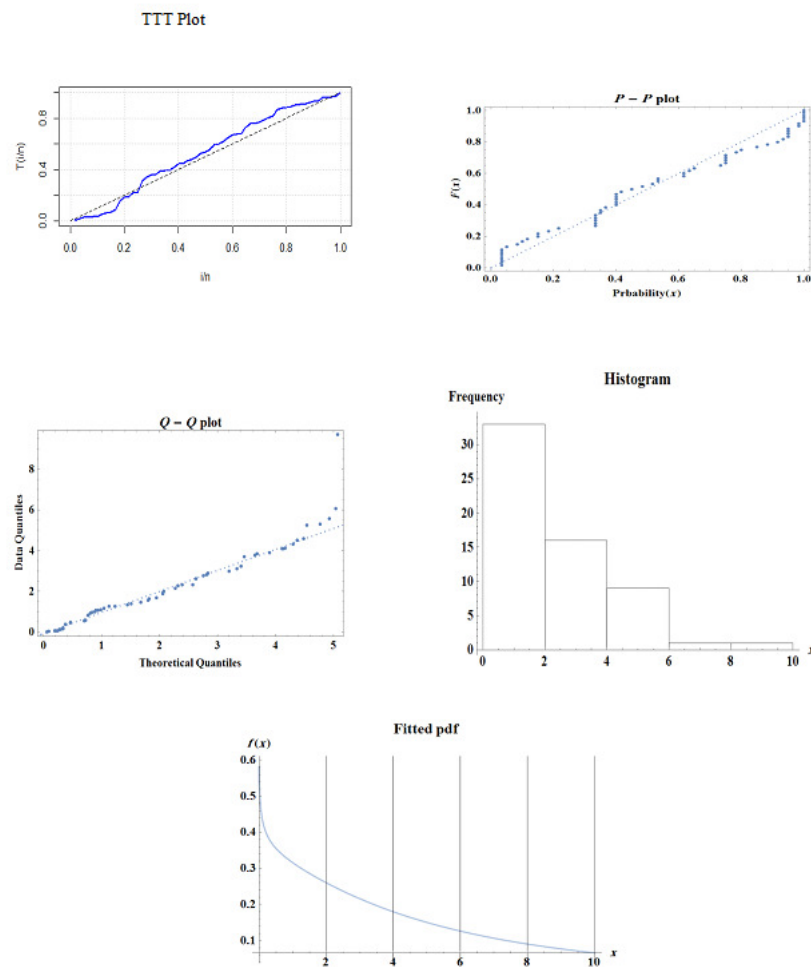 TTT Plot
T(i/n)
0.8
0.4
0.0
0.0 0.2 0.4 0.6 0.8 1.0
i/n
P – P plot
F(x)
1.0
0.8
0.6
0.4
0.2
0.0
0.0 0.2 0.4 0.6 0.8 1.0
Prbability(x)
Q – Q plot
Data Quantiles
8
6
4
2
0
0 1 2 3 4 5
Theoretical Quantiles
Histogram
Frequency
30
25
20
15
10
5
0
0 2 4 6 8 10
x
Fitted pdf
f(x)
0.6
0.5
0.4
0.3
0.2
0.1
2 4 6 8 10
x